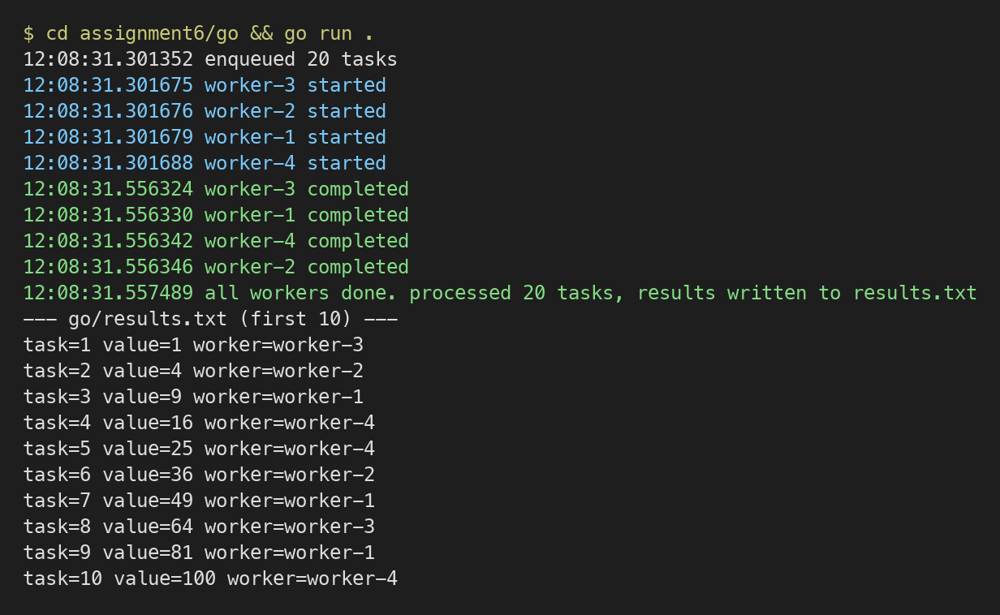 $ cd assignment6/go && go run .
12:08:31.301352 enqueued 20 tasks
12:08:31.301675 worker-3 started
12:08:31.301676 worker-2 started
12:08:31.301679 worker-1 started
12:08:31.301688 worker-4 started
12:08:31.556324 worker-3 completed
12:08:31.556330 worker-1 completed
12:08:31.556342 worker-4 completed
12:08:31.556346 worker-2 completed
12:08:31.557489 all workers done. processed 20 tasks, results written to results.txt
--- go/results.txt (first 10) ---
task=1 value=1 worker=worker-3
task=2 value=4 worker=worker-2
task=3 value=9 worker=worker-1
task=4 value=16 worker=worker-4
task=5 value=25 worker=worker-4
task=6 value=36 worker=worker-2
task=7 value=49 worker=worker-1
task=8 value=64 worker=worker-3
task=9 value=81 worker=worker-1
task=10 value=100 worker=worker-4